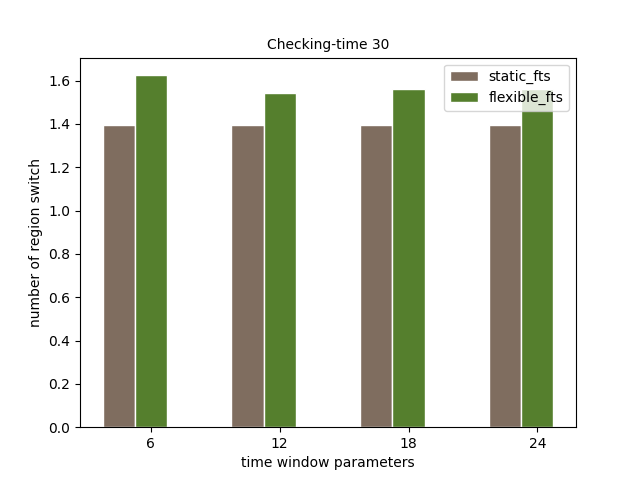 Checking-time 30
static_fts
flexible_fts
number of region switch
1.6
1.4
1.2
1.0
0.8
0.6
0.4
0.2
0.0
6 12 18 24
time window parameters